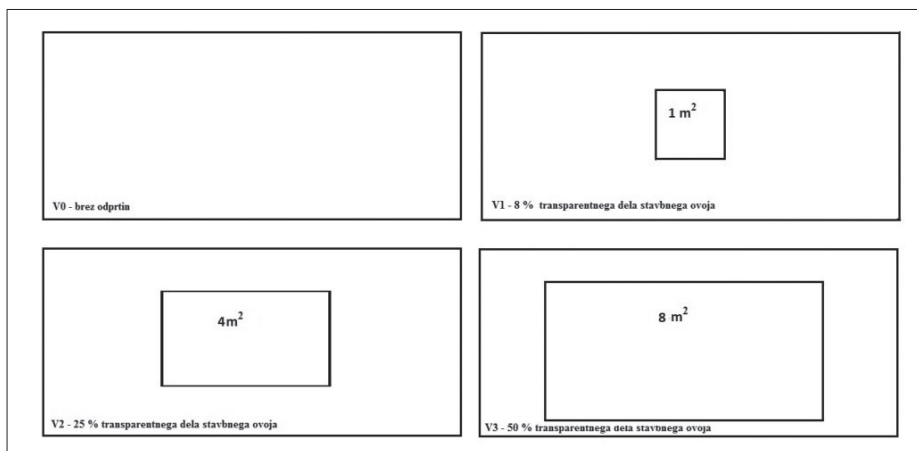 V0 - brez odprtin
1 m²
V1 - 8 % transparentnega dela stavbnega ovoja
4m²
V2 - 25 % transparentnega dela stavbnega ovoja
8 m²
V3 - 50 % transparentnega dela stavbnega ovoja